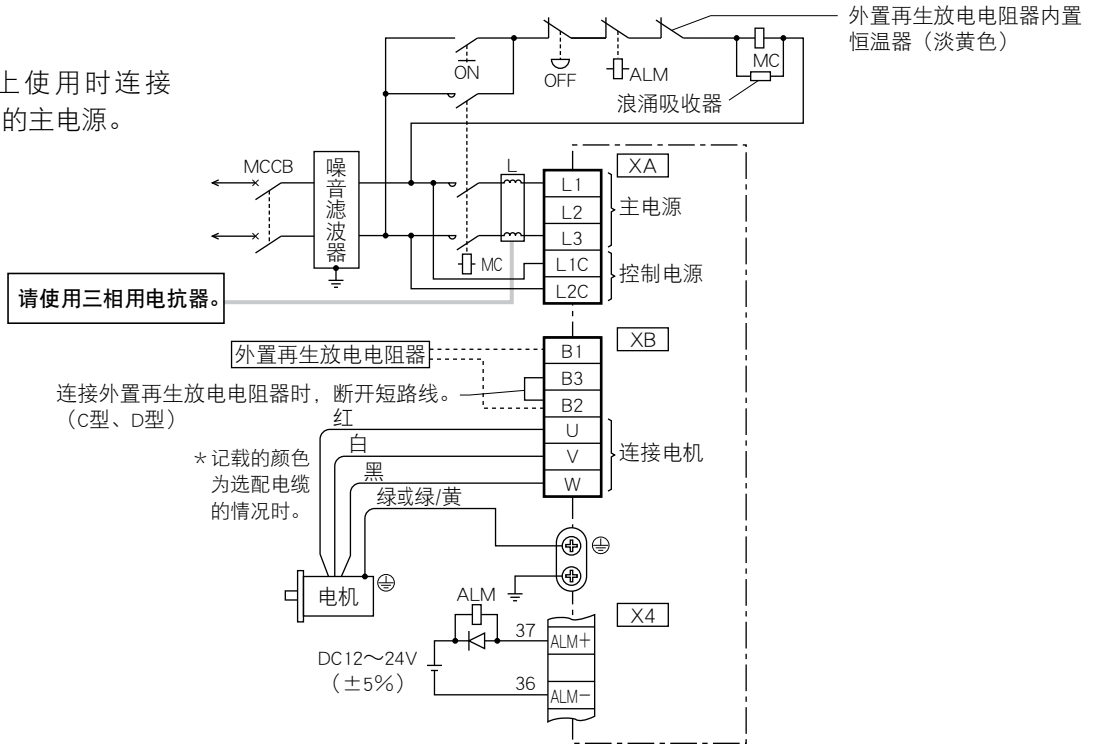 外置再生放电电阻器内置
恒温器（淡黄色）
上使用时连接
的主电源。
ON
OFF
ALM
MC
浪涌吸收器
MCCB
噪音滤波器
L
XA
L1
L2
L3
主电源
MC
L1C
L2C
控制电源
请使用三相用电抗器。
XB
外置再生放电电阻器
B1
B3
B2
连接外置再生放电电阻器时，断开短路线。
（C型、D型）
红
U
白
V
连接电机
黑
W
＊记载的颜色
为选配电缆
的情况时。
绿或绿/黄
电机
ALM
X4
37
ALM+
DC12～24V
（±5%）
36
ALM−